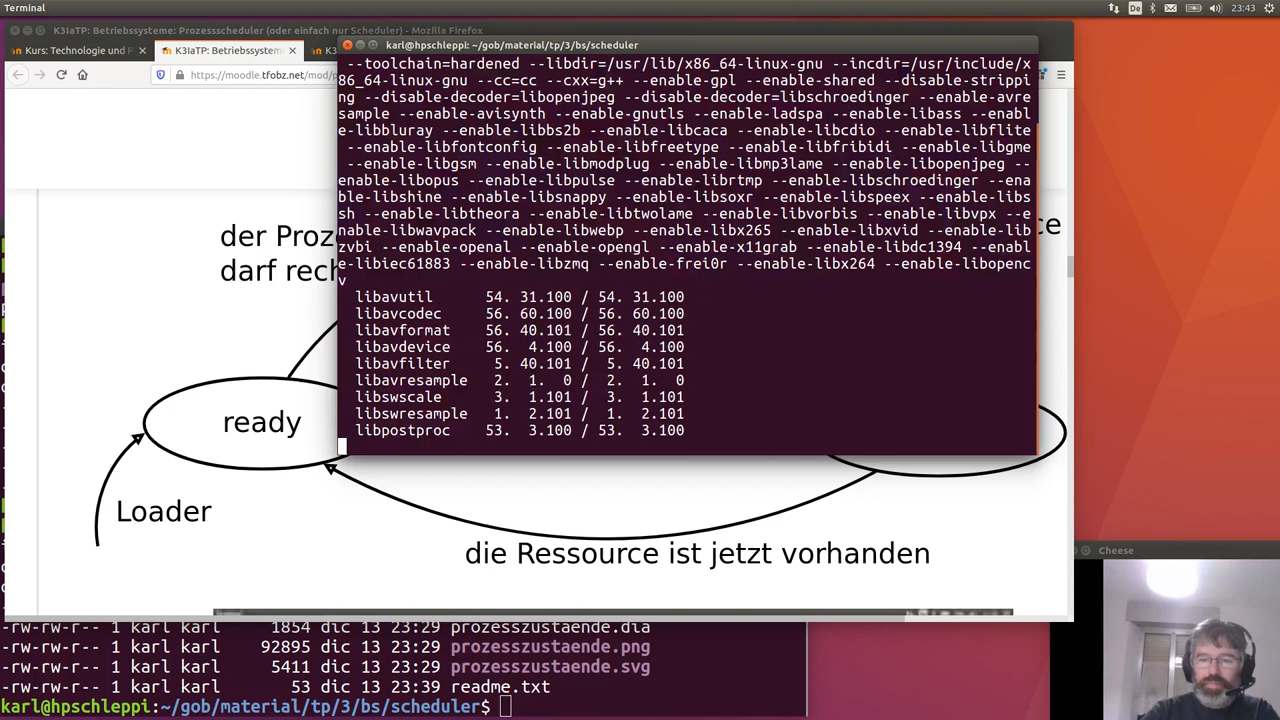 Terminal
De
23:43
K3IaTP: Betriebssysteme: Prozessscheduler (oder einfach nur Scheduler) - Mozilla Firefox
Kurs: Technologie und P
K3IaTP: Betriebssysteme
https://moodle.tfobz.net/mod/p
karl@hpschleppi: ~/gob/material/tp/3/bs/scheduler
--toolchain=hardened --libdir=/usr/lib/x86_64-linux-gnu --incdir=/usr/include/x
86_64-linux-gnu --cc=cc --cxx=g++ --enable-gpl --enable-shared --disable-stripp
ng --disable-decoder=libopenjpeg --disable-decoder=libschroedinger --enable-avre
sample --enable-avisynth --enable-gnutls --enable-ladspa --enable-libass --enabl
e-libbluray --enable-libbs2b --enable-libcaca --enable-libcdio --enable-libflite
--enable-libfontconfig --enable-libfreetype --enable-libfribidi --enable-libgme
--enable-libgsm --enable-libmodplug --enable-libmp3lame --enable-libopenjpeg --
enable-libopus --enable-libpulse --enable-librtmp --enable-libschroedinger --ena
ble-libshine --enable-libsnappy --enable-libsoxr --enable-libspeex --enable-libs
sh --enable-libtheora --enable-libtwolame --enable-libvorbis --enable-libvpx --e
nable-libwavpack --enable-libwebp --enable-libx265 --enable-libxvid --enable-lib
zvbi --enable-openal --enable-opengl --enable-x11grab --enable-libdc1394 --enabl
e-libiec61883 --enable-libzmq --enable-frei0r --enable-libx264 --enable-libopenc
v
libavutil 54. 31.100 / 54. 31.100
libavcodec 56. 60.100 / 56. 60.100
libavformat 56. 40.101 / 56. 40.101
libavdevice 56. 4.100 / 56. 4.100
libavfilter 5. 40.101 / 5. 40.101
libavresample 2. 1. 0 / 2. 1. 0
libswscale 3. 1.101 / 3. 1.101
libswresample 1. 2.101 / 1. 2.101
libpostproc 53. 3.100 / 53. 3.100
der Proz
darf rech
ce
ready
Loader
die Ressource ist jetzt vorhanden
Cheese
-rw-rw-r-- 1 karl karl 1854 dic 13 23:29 prozesszustaende.dia
-rw-rw-r-- 1 karl karl 92895 dic 13 23:29 prozesszustaende.png
-rw-rw-r-- 1 karl karl 5411 dic 13 23:29 prozesszustaende.svg
-rw-rw-r-- 1 karl karl 53 dic 13 23:39 readme.txt
karl@hpschleppi:~/gob/material/tp/3/bs/scheduler$